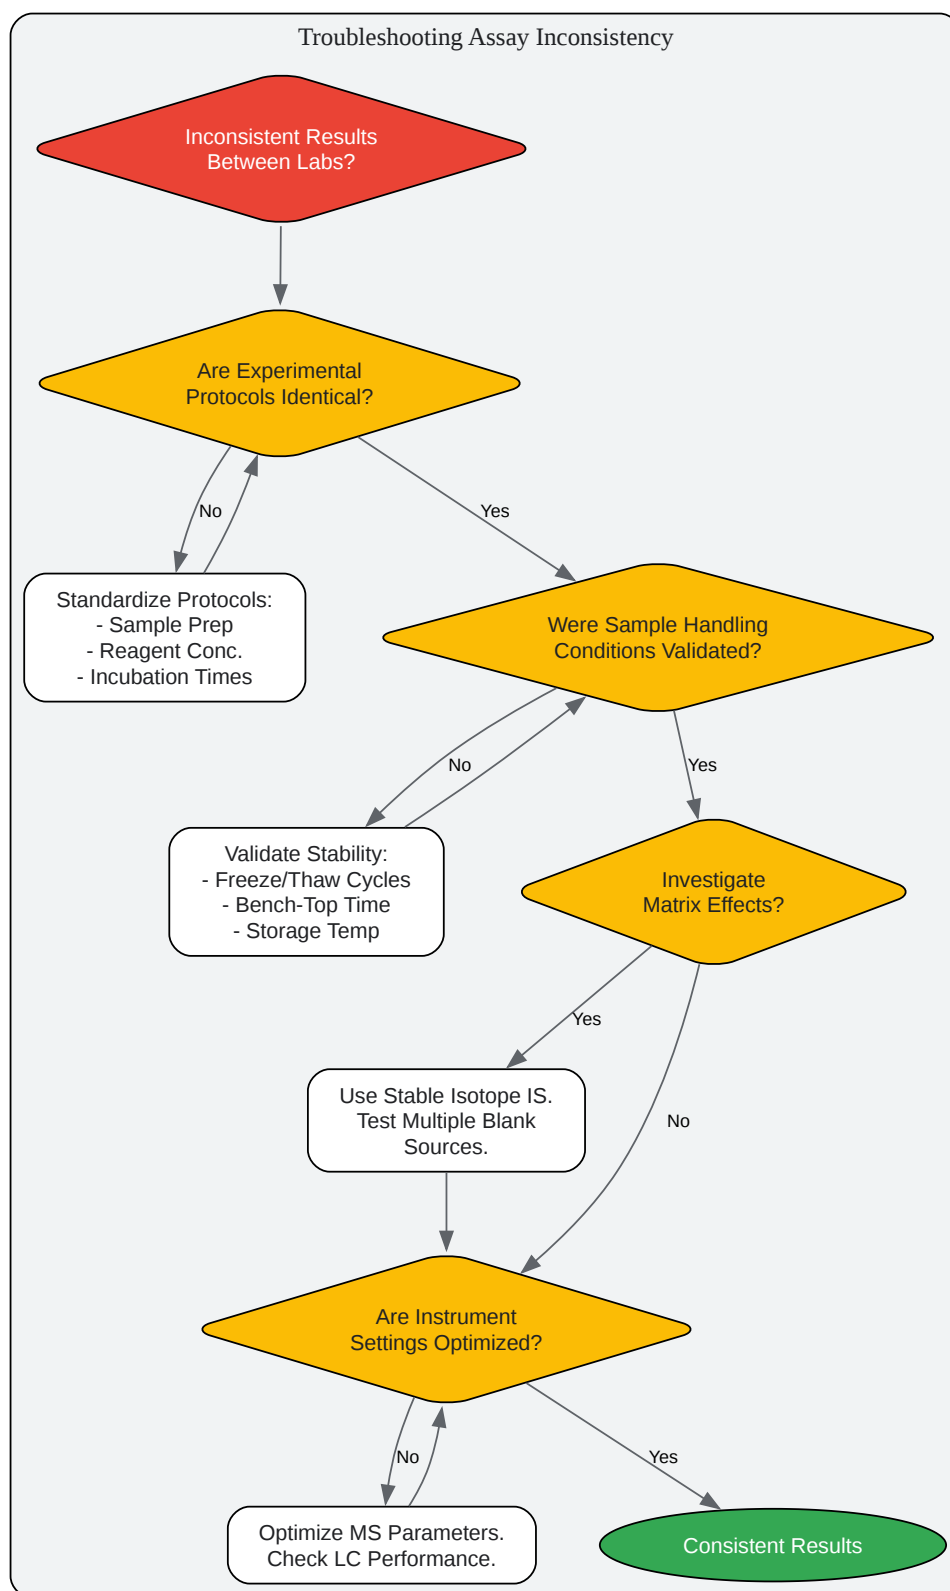 Troubleshooting Assay Inconsistency
Inconsistent Results
Between Labs?
Are Experimental
Protocols Identical?
No
Yes
Standardize Protocols:
- Sample Prep
- Reagent Conc.
- Incubation Times
Were Sample Handling
Conditions Validated?
No
Yes
Validate Stability:
- Freeze/Thaw Cycles
- Bench-Top Time
- Storage Temp
Investigate
Matrix Effects?
Yes
No
Use Stable Isotope IS.
Test Multiple Blank
Sources.
Are Instrument
Settings Optimized?
No
Yes
Optimize MS Parameters.
Check LC Performance.
Consistent Results